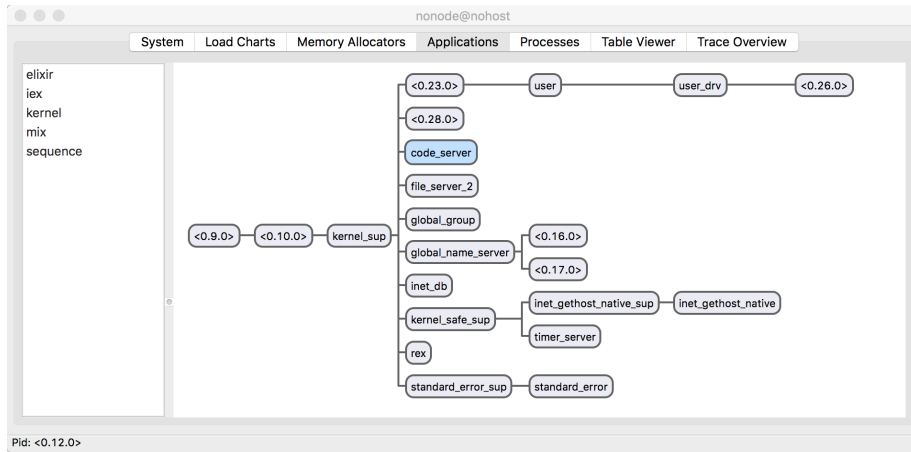 nonode@nohost
System Load Charts Memory Allocators Applications Processes Table Viewer Trace Overview
elixir
iex
kernel
mix
sequence
<0.23.0> user user_drv <0.26.0>
<0.28.0>
code_server
file_server_2
global_group
<0.9.0> <0.10.0> kernel_sup <0.16.0>
global_name_server
<0.17.0>
inet_db
inet_gethost_native_sup inet_gethost_native
kernel_safe_sup
timer_server
rex
standard_error_sup standard_error
Pid: <0.12.0>